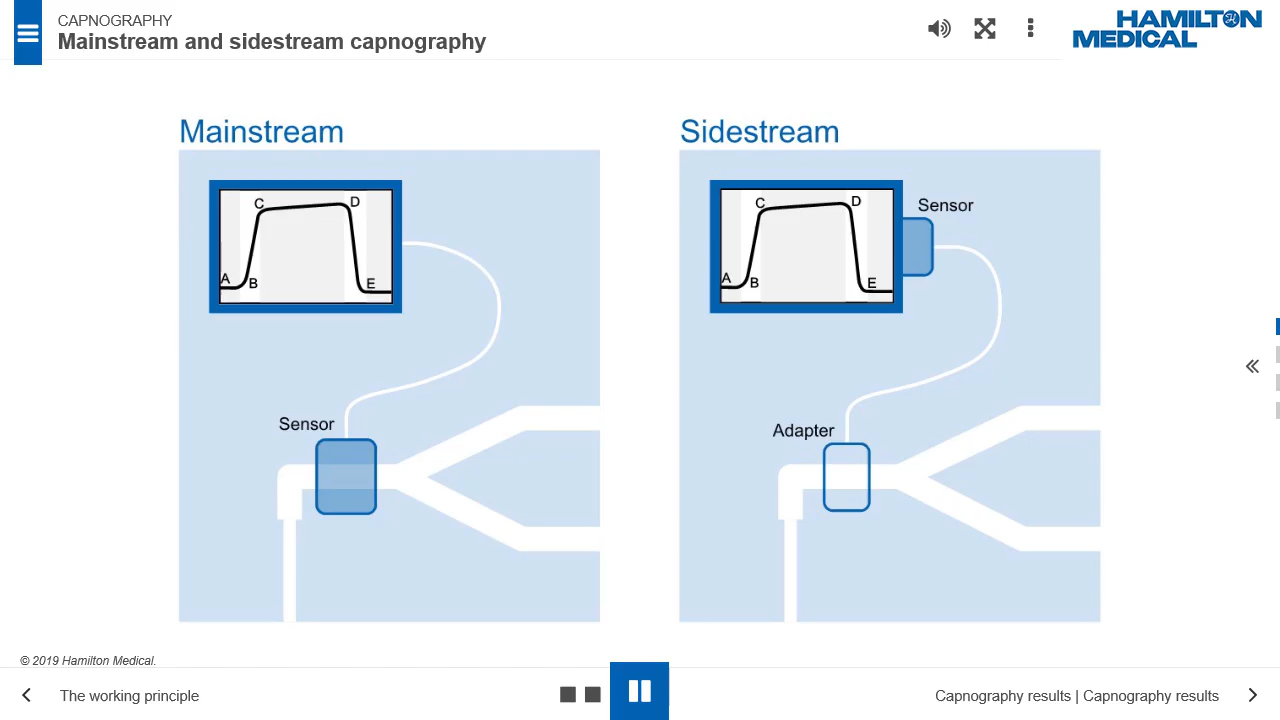 CAPNOGRAPHY
Mainstream and sidestream capnography
HAMILTON
MEDICAL
Mainstream
Sidestream
C
D
A
B
E
Sensor
C
D
Sensor
A
B
E
Adapter
© 2019 Hamilton Medical.
The working principle
Capnography results | Capnography results